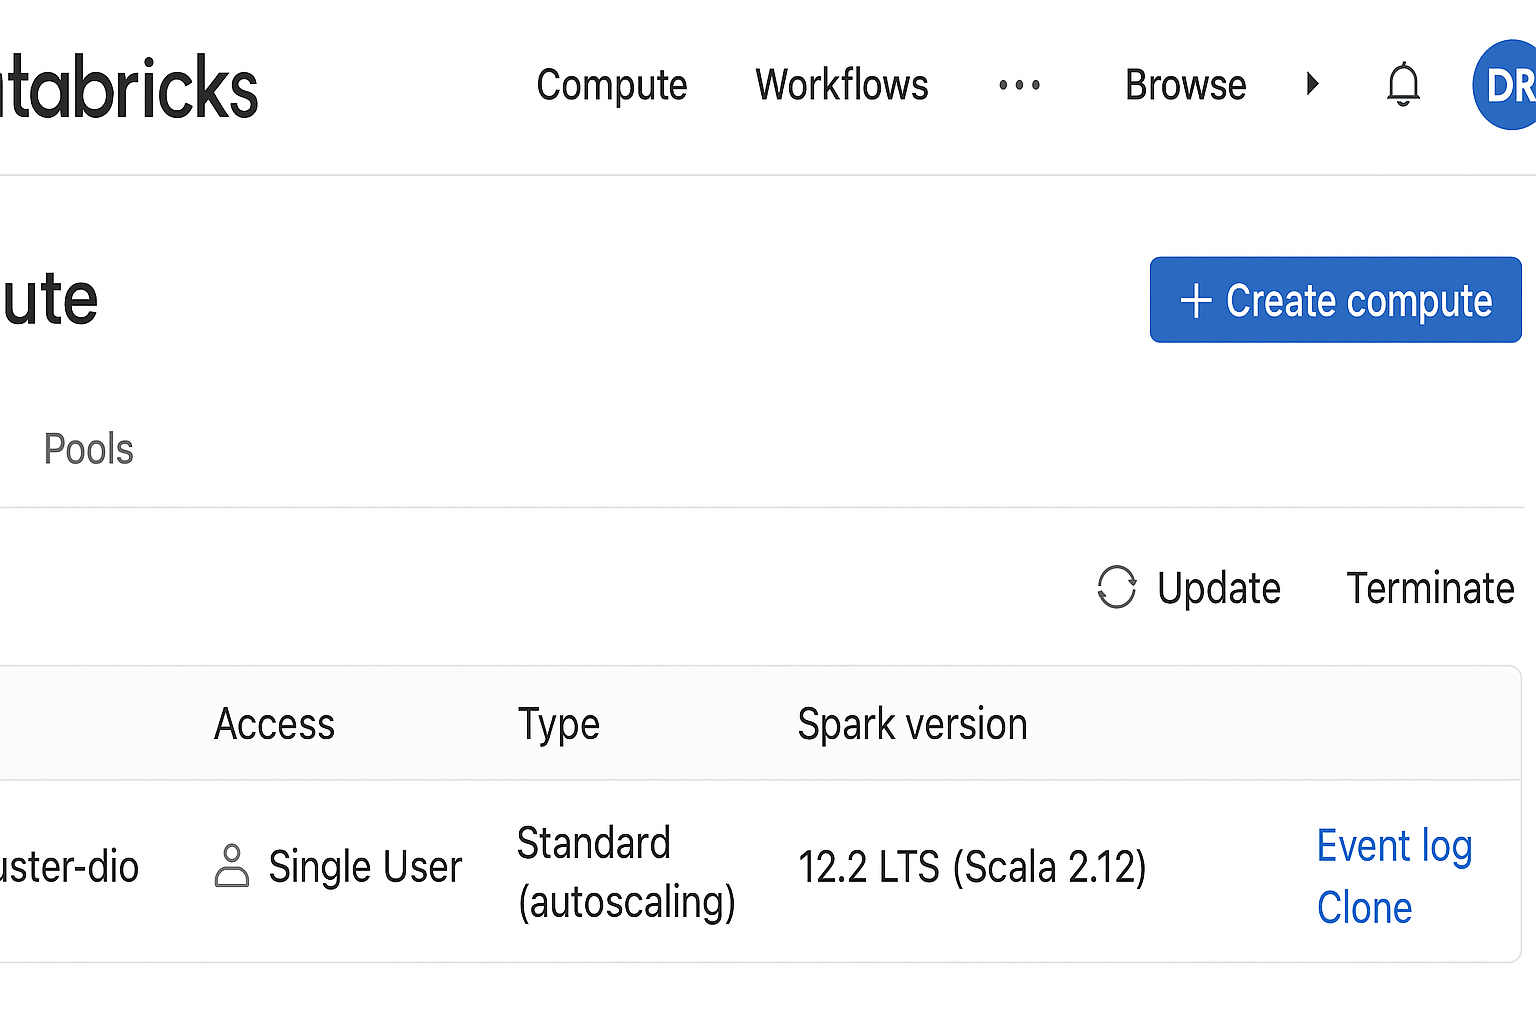 tabricks
Compute Workflows ••• Browse DR
ute
+ Create compute
Pools
Update Terminate
Access Type Spark version
uster-dio Single User Standard (autoscaling) 12.2 LTS (Scala 2.12) Event log
Clone